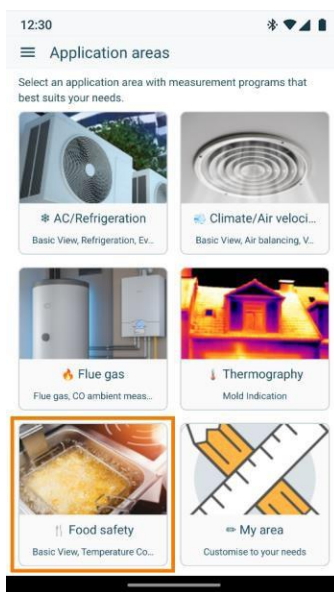 12:30
Application areas
Select an application area with measurement programs that
best suits your needs.
AC/Refrigeration
Basic View, Refrigeration, Ev...
Climate/Air veloci...
Basic View, Air balancing, V...
Flue gas
Flue gas, CO ambient meas...
Thermography
Mold Indication
Food safety
Basic View, Temperature Co...
My area
Customise to your needs